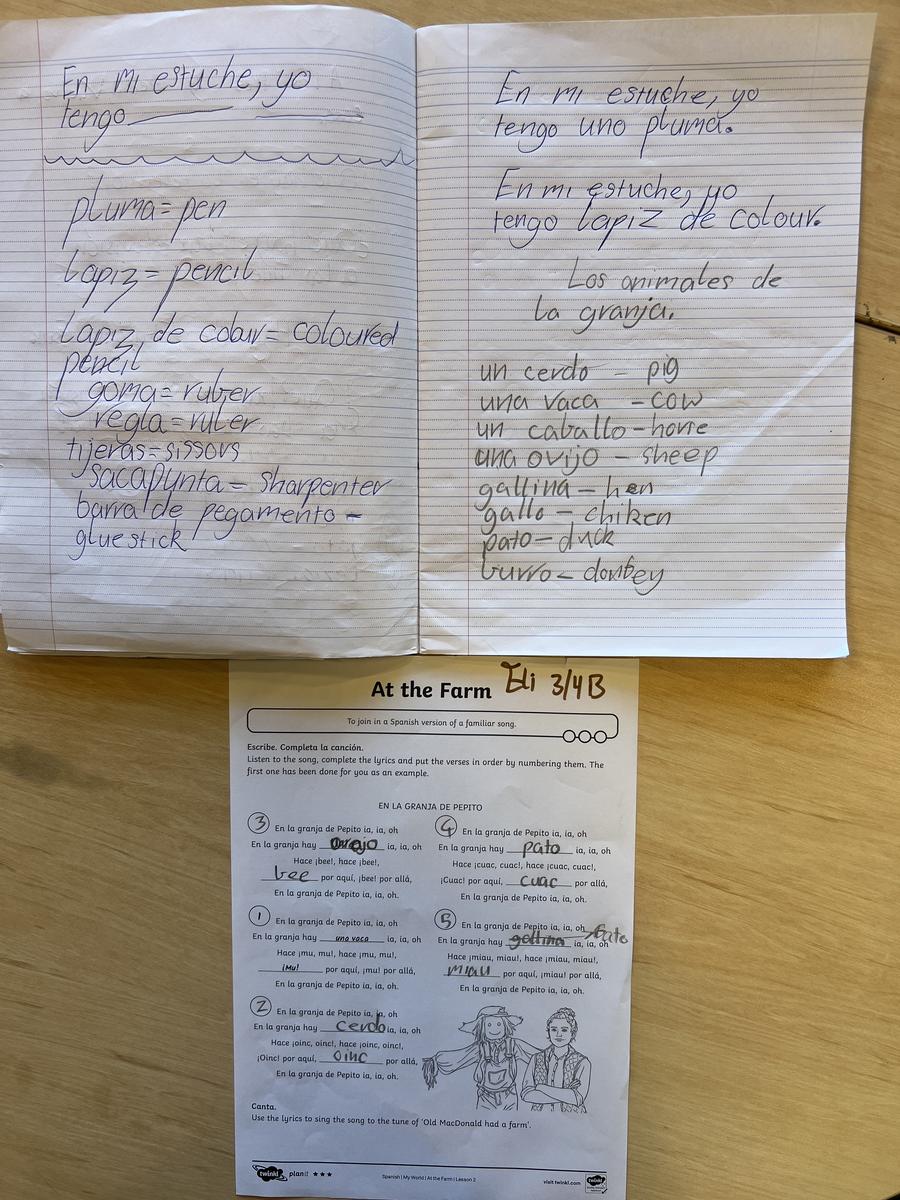 En mi estuche, yo
tengo
pluma = pen
lapiz = pencil
lapiz de colour = coloured
pencil
goma = ruber
regla = ruler
tijeras = sissors
sacapunta = sharpenter
barra de pegamento -
gluestick
En mi estuche, yo
tengo uno pluma.
En mi estuche, yo
tengo lapiz de colour.
Los animales de
la granja.
un cerdo - pig
una vaca - cow
un caballo - horse
una ovijo - sheep
gallina - hen
gallo - chiken
pato - duck
burro - donkey
At the Farm Eli 3/4B
To join in a Spanish version of a familiar song.
Escribe. Completa la canción.
Listen to the song, complete the lyrics and put the verses in order by numbering them. The
first one has been done for you as an example.
EN LA GRANJA DE PEPITO
3 En la granja de Pepito ia, ia, oh
En la granja hay ovejo ia, ia, oh
Hace ¡bee!, hace ¡bee!,
bee por aquí, ¡bee! por allá,
En la granja de Pepito ia, ia, oh.
1 En la granja de Pepito ia, ia, oh
En la granja hay una vaca ia, ia, oh
Hace ¡mu, mu!, hace ¡mu, mu!,
¡Mu! por aquí, ¡mu! por allá,
En la granja de Pepito ia, ia, oh.
2 En la granja de Pepito ia, ia, oh
En la granja hay cerdo ia, ia, oh
Hace ¡oinc, oinc!, hace ¡oinc, oinc!,
¡Oinc! por aquí, oinc por allá,
En la granja de Pepito ia, ia, oh.
4 En la granja de Pepito ia, ia, oh
En la granja hay pato ia, ia, oh
Hace ¡cuac, cuac!, hace ¡cuac, cuac!,
¡Cuac! por aquí, cuac por allá,
En la granja de Pepito ia, ia, oh.
5 En la granja de Pepito ia, ia, oh
En la granja hay gallina ia, ia, oh
Hace ¡miau, miau!, hace ¡miau, miau!,
miau por aquí, ¡miau! por allá,
En la granja de Pepito ia, ia, oh.
Canta.
Use the lyrics to sing the song to the tune of 'Old MacDonald had a farm'.
twinkl planit Spanish | My World | At the Farm | Lesson 2 visit twinkl.com twinkl